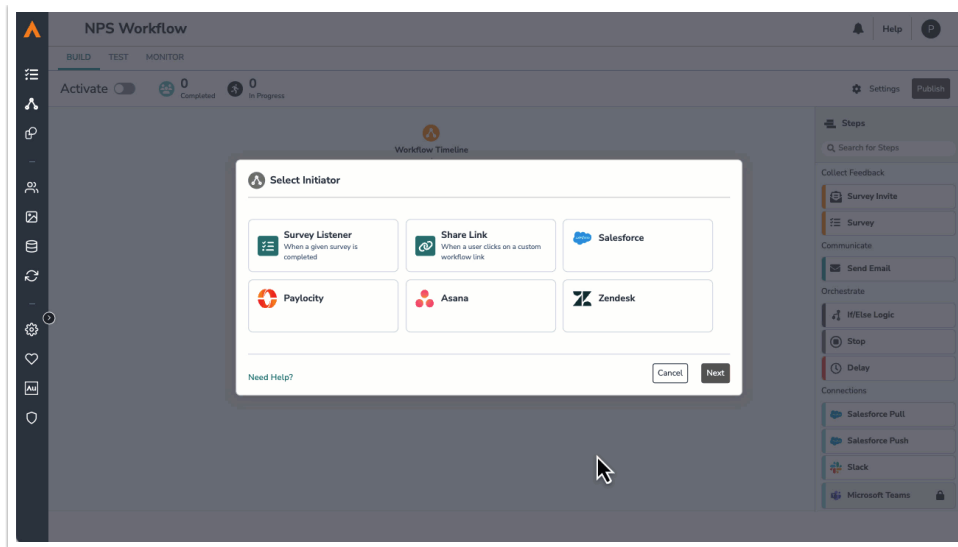 NPS Workflow
Help
P
BUILD TEST MONITOR
Activate
0
Completed
0
In Progress
Settings
Publish
Workflow Timeline
Select Initiator
Survey Listener
When a given survey is
completed
Share Link
When a user clicks on a custom
workflow link
Salesforce
Paylocity
Asana
Zendesk
Need Help?
Cancel
Next
Steps
Search for Steps
Collect Feedback
Survey Invite
Survey
Communicate
Send Email
Orchestrate
If/Else Logic
Stop
Delay
Connections
Salesforce Pull
Salesforce Push
Slack
Microsoft Teams
AU